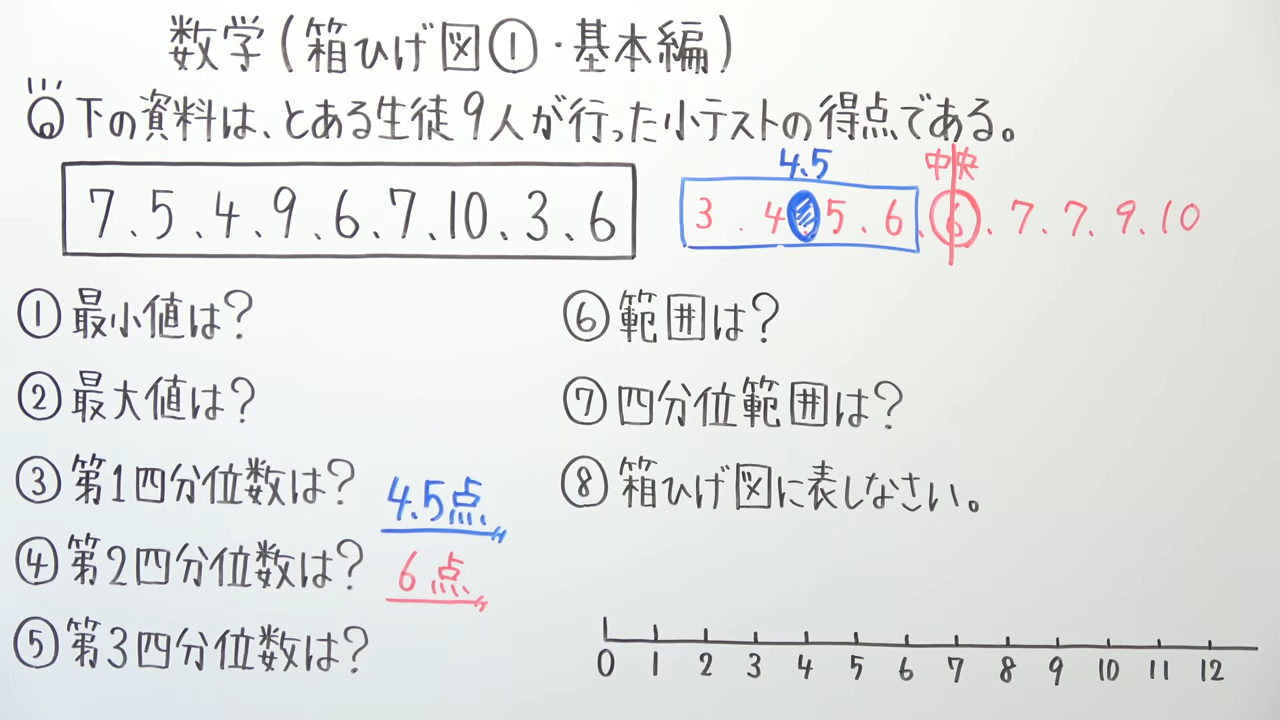 数学(箱ひげ図①・基本編)
下の資料は、とある生徒9人が行った小テストの得点である。
4.5 中央
7、5、4、9、6、7、10、3、6
3、4、5、6、6、7、7、9、10
①最小値は?
②最大値は?
③第1四分位数は? 4.5点
④第2四分位数は? 6点
⑤第3四分位数は?
⑥範囲は?
⑦四分位範囲は?
⑧箱ひげ図に表しなさい。
0 1 2 3 4 5 6 7 8 9 10 11 12